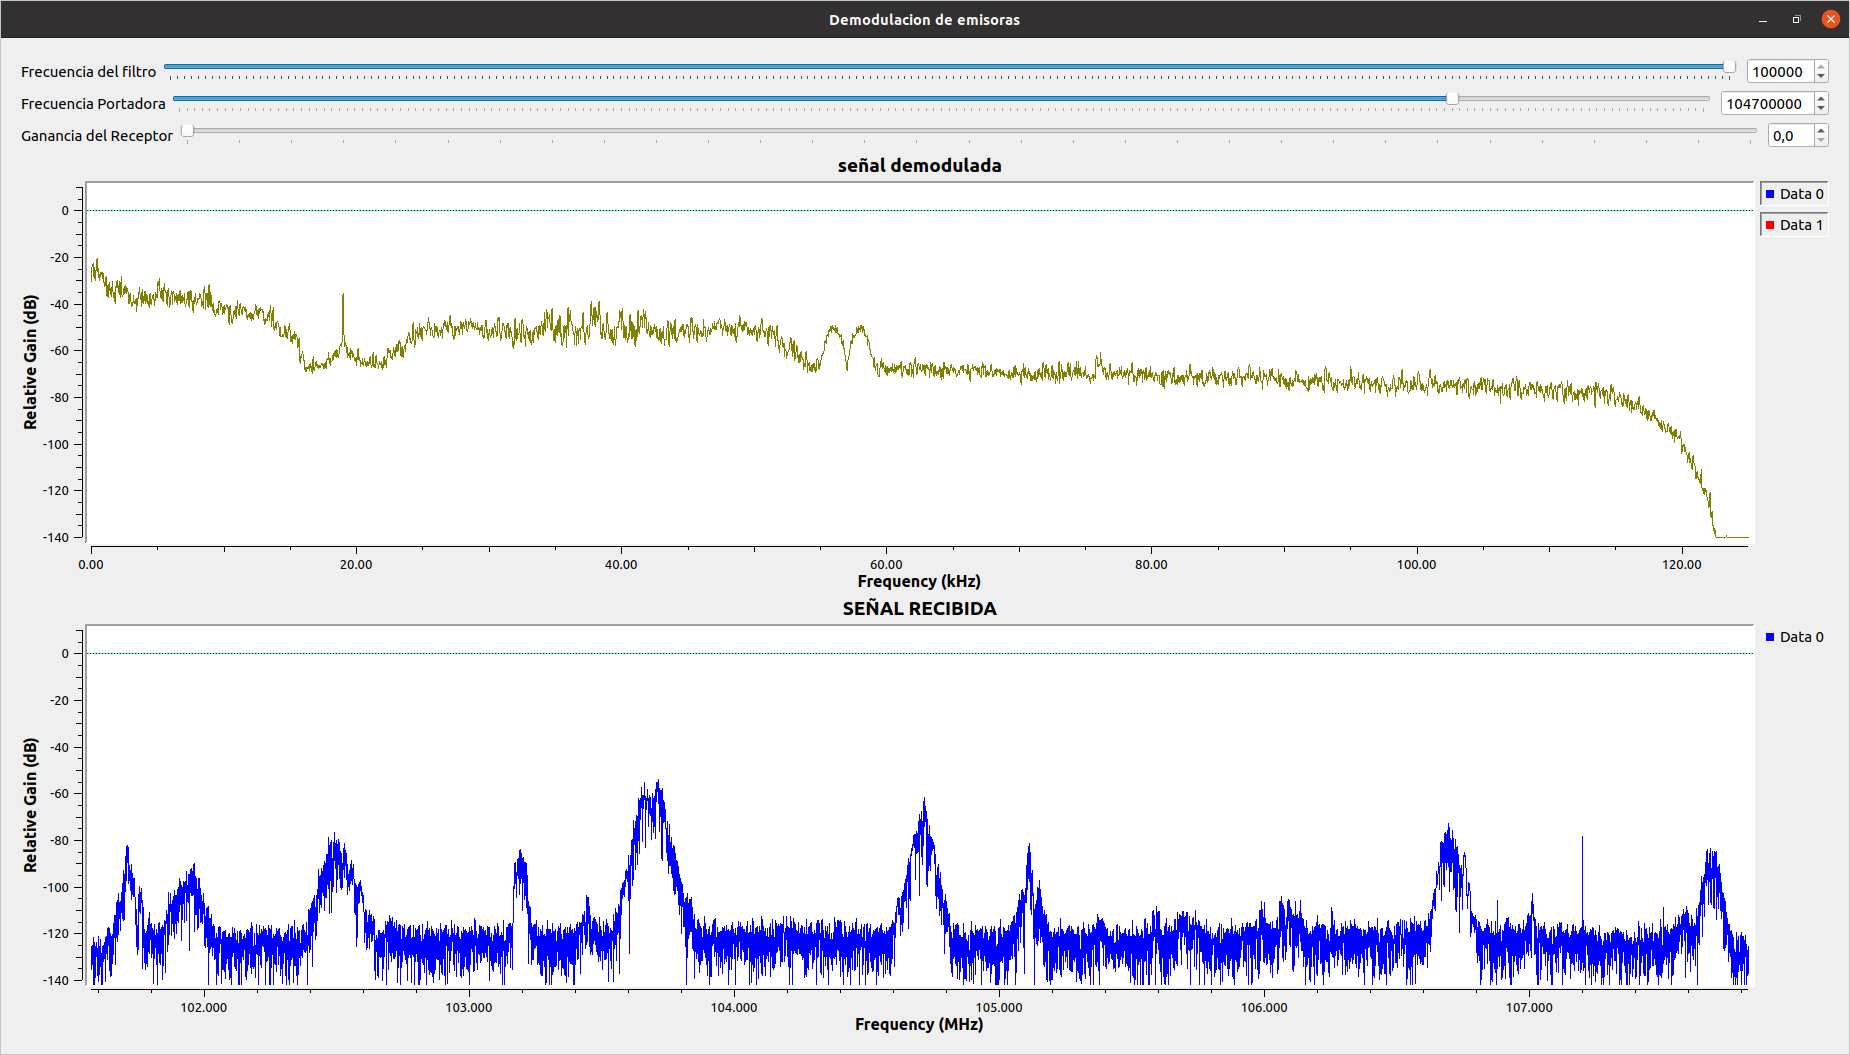 Demodulacion de emisoras
Frecuencia del filtro 100000
Frecuencia Portadora 104700000
Ganancia del Receptor 0,0
señal demodulada
Data 0
Data 1
Relative Gain (dB)
0
-20
-40
-60
-80
-100
-120
-140
0.00 20.00 40.00 60.00 80.00 100.00 120.00
Frequency (kHz)
SEÑAL RECIBIDA
Data 0
Relative Gain (dB)
0
-20
-40
-60
-80
-100
-120
-140
102.000 103.000 104.000 105.000 106.000 107.000
Frequency (MHz)